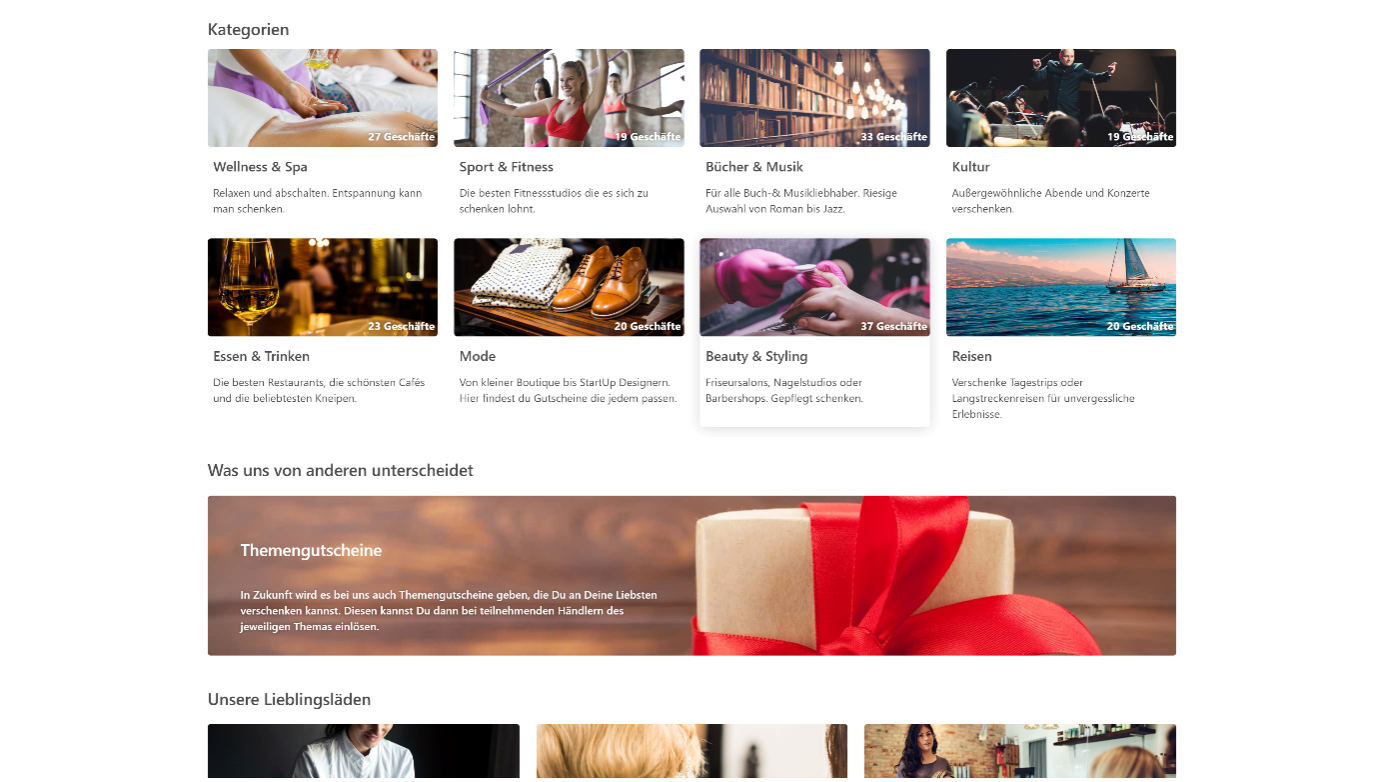 Kategorien
27 Geschäfte
19 Geschäfte
33 Geschäfte
19 Geschäfte
Wellness & Spa
Relaxen und abschalten. Entspannung kann
man schenken.
Sport & Fitness
Die besten Fitnessstudios die es sich zu
schenken lohnt.
Bücher & Musik
Für alle Buch-& Musikliebhaber. Riesige
Auswahl von Roman bis Jazz.
Kultur
Außergewöhnliche Abende und Konzerte
verschenken.
23 Geschäfte
20 Geschäfte
37 Geschäfte
20 Geschäfte
Essen & Trinken
Die besten Restaurants, die schönsten Cafés
und die beliebtesten Kneipen.
Mode
Von kleiner Boutique bis StartUp Designern.
Hier findest du Gutscheine die jedem passen.
Beauty & Styling
Friseursalons, Nagelstudios oder
Barbershops. Gepflegt schenken.
Reisen
Verschenke Tagestrips oder
Langstreckenreisen für unvergessliche
Erlebnisse.
Was uns von anderen unterscheidet
Themengutscheine
In Zukunft wird es bei uns auch Themengutscheine geben, die Du an Deine Liebsten
verschenken kannst. Diesen kannst Du dann bei teilnehmenden Händlern des
jeweiligen Themas einlösen.
Unsere Lieblingsläden